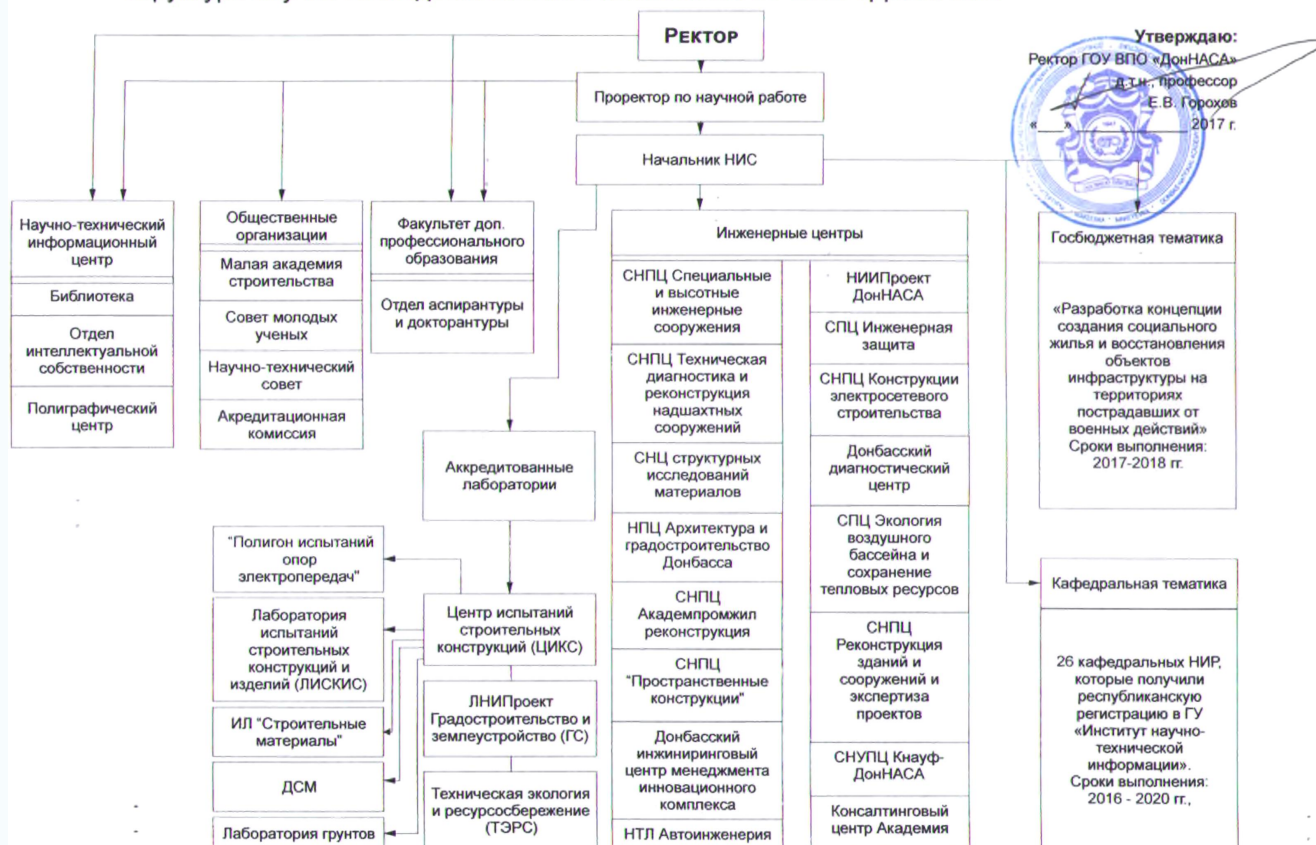 РЕКТОР
Утверждаю:
Ректор ГОУ ВПО «ДонНАСА»
д.т.н., профессор
Е.В. Горохов
«___» ______________ 2017 г.
Проректор по научной работе
Начальник НИС
Научно-технический
информационный
центр
Библиотека
Отдел
интеллектуальной
собственности
Полиграфический
центр
Общественные
организации
Малая академия
строительства
Совет молодых
ученых
Научно-технический
совет
Акредитационная
комиссия
Факультет доп.
профессионального
образования
Отдел аспирантуры
и докторантуры
Аккредитованные
лаборатории
"Полигон испытаний
опор
электропередач"
Лаборатория
испытаний
строительных
конструкций и
изделий (ЛИСКИС)
ИЛ "Строительные
материалы"
ДСМ
Лаборатория грунтов
Центр испытаний
строительных
конструкций (ЦИКС)
ЛНИПроект
Градостроительство и
землеустройство (ГС)
Техническая экология
и ресурсосбережение
(ТЭРС)
Инженерные центры
СНПЦ Специальные
и высотные
инженерные
сооружения
СНПЦ Техническая
диагностика и
реконструкция
надшахтных
сооружений
СНЦ структурных
исследований
материалов
НПЦ Архитектура и
градостроительство
Донбасса
СНПЦ
Академпромжил
реконструкция
СНПЦ
"Пространственные
конструкции"
Донбасский
инжиниринговый
центр менеджмента
инновационного
комплекса
НТЛ Автоинженерия
НИИПроект
ДонНАСА
СПЦ Инженерная
защита
СНПЦ Конструкции
электросетевого
строительства
Донбасский
диагностический
центр
СПЦ Экология
воздушного
бассейна и
сохранение
тепловых ресурсов
СНПЦ
Реконструкция
зданий и
сооружений и
экспертиза
проектов
СНУПЦ Кнауф-
ДонНАСА
Консалтинговый
центр Академия
Госбюджетная тематика
«Разработка концепции
создания социального
жилья и восстановления
объектов
инфраструктуры на
территориях
пострадавших от
военных действий»
Сроки выполнения:
2017-2018 гг.
Кафедральная тематика
26 кафедральных НИР,
которые получили
республиканскую
регистрацию в ГУ
«Институт научно-
технической
информации».
Сроки выполнения:
2016 - 2020 гг.,